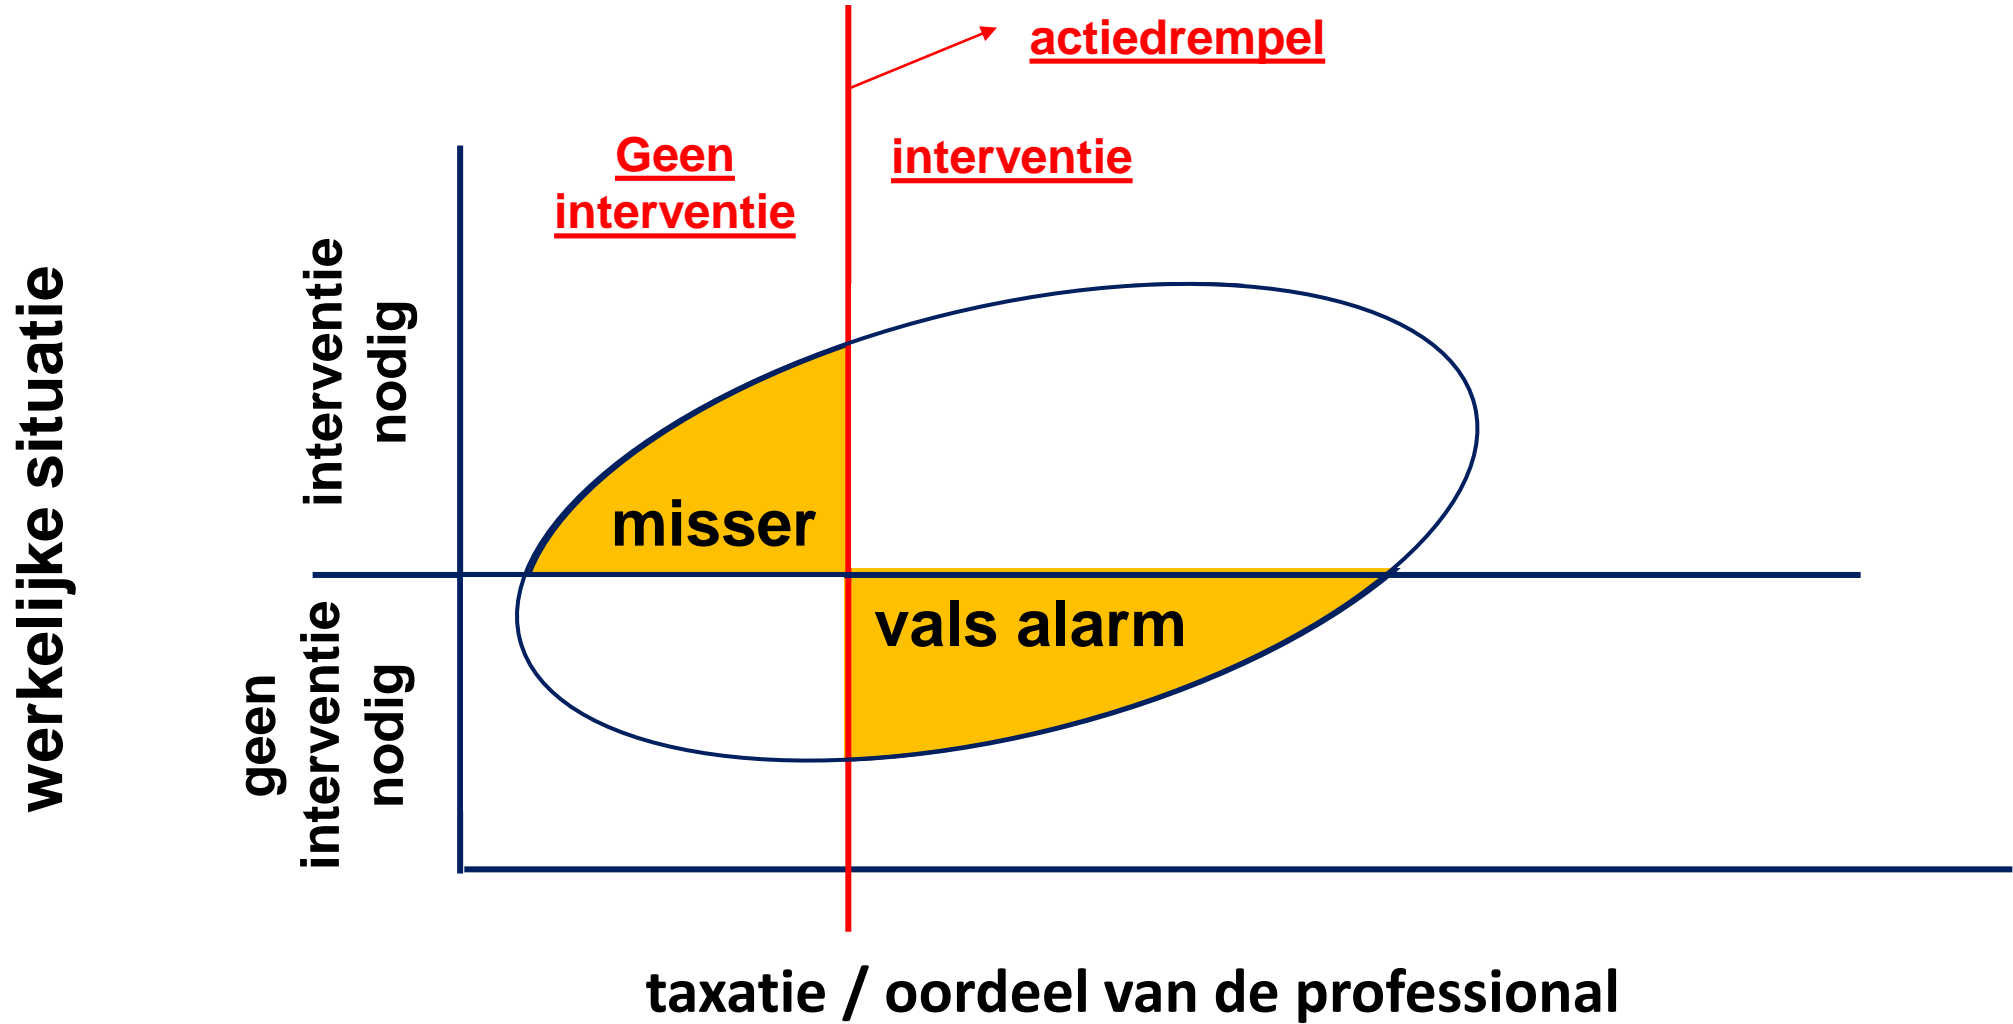 actiedrempel
Geen
interventie
interventie
werkelijke situatie
interventie
nodig
geen
interventie
nodig
misser
vals alarm
taxatie / oordeel van de professional